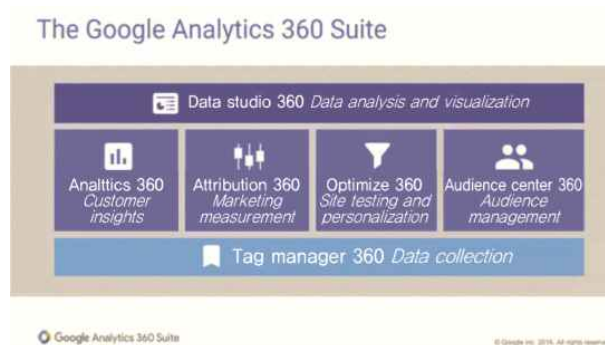 The Google Analytics 360 Suite
Data studio 360 Data analysis and visualization
Analttics 360
Customer
insights
Attribution 360
Marketing
measurement
Optimize 360
Site testing and
personalization
Audience center 360
Audience
management
Tag manager 360 Data collection
Google Analytics 360 Suite
© Google Inc. 2016. All rights reserve